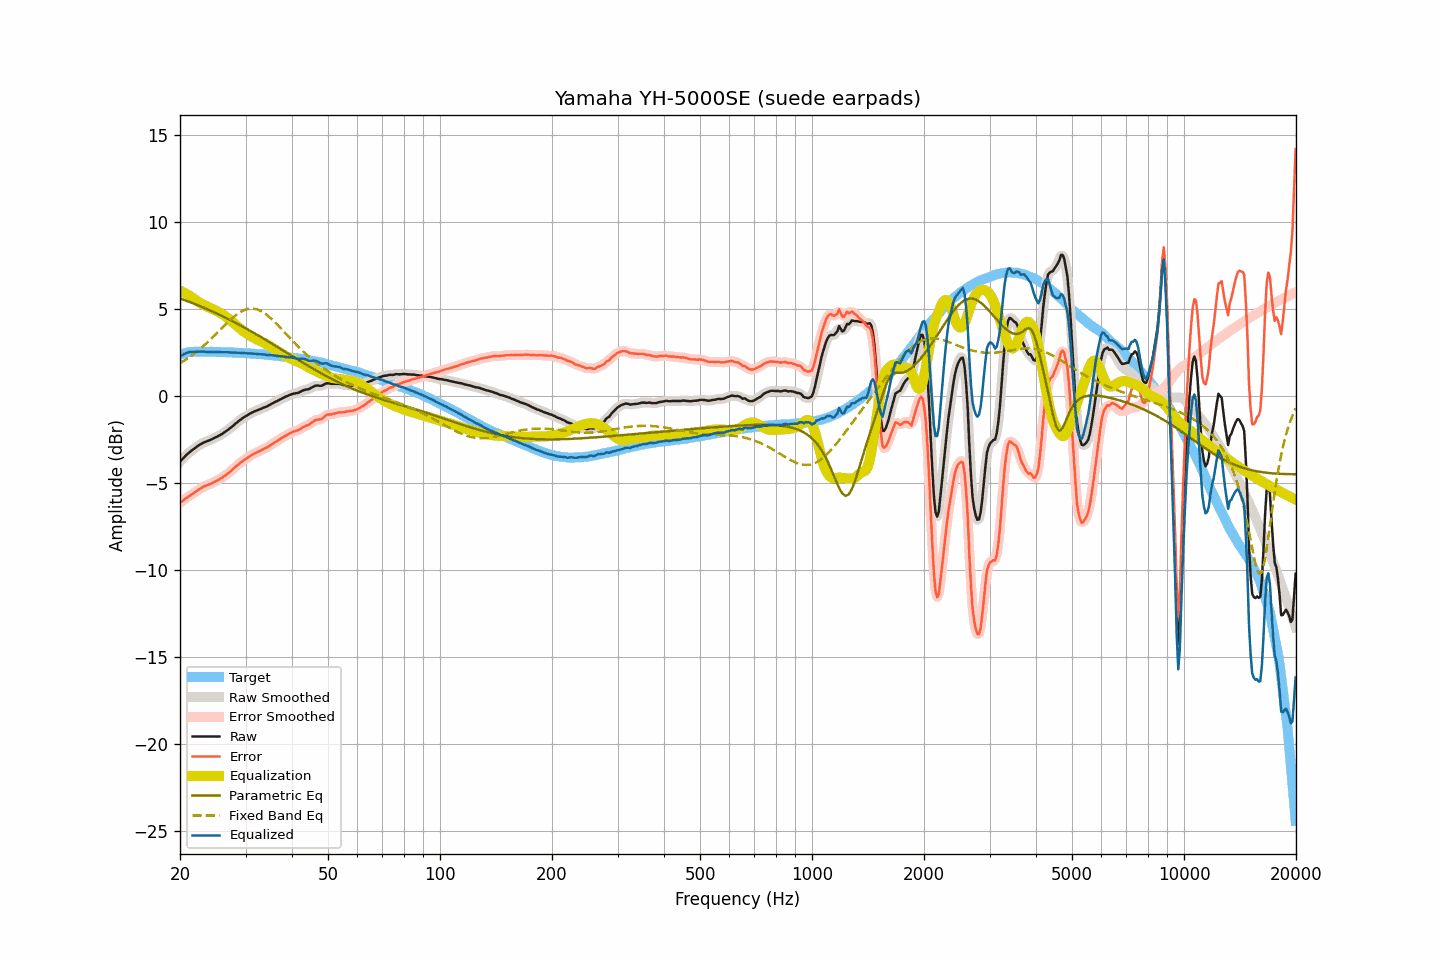 Yamaha YH-5000SE (suede earpads)
Amplitude (dBr)
15
10
5
0
−5
−10
−15
−20
−25
Target
Raw Smoothed
Error Smoothed
Raw
Error
Equalization
Parametric Eq
Fixed Band Eq
Equalized
20 50 100 200 500 1000 2000 5000 10000 20000
Frequency (Hz)